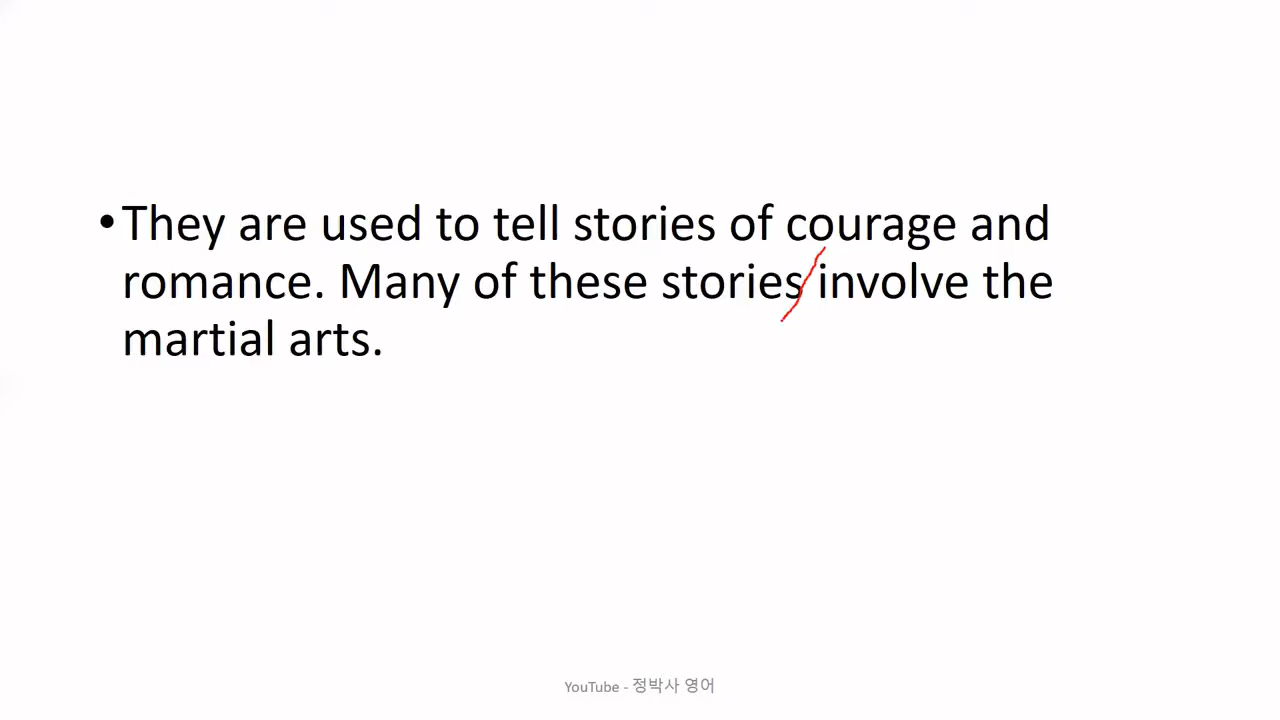 •They are used to tell stories of courage and
romance. Many of these stories involve the
martial arts.
YouTube - 정박사 영어